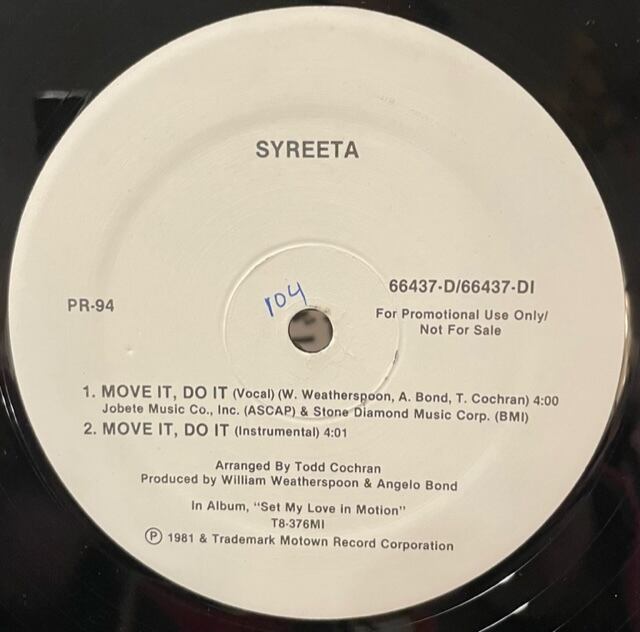 SYREETA
104
PR-94
66437-D/66437-DI
For Promotional Use Only/
Not For Sale
1. MOVE IT, DO IT (Vocal) (W. Weatherspoon, A. Bond, T. Cochran) 4:00
Jobete Music Co., Inc. (ASCAP) & Stone Diamond Music Corp. (BMI)
2. MOVE IT, DO IT (Instrumental) 4:01
Arranged By Todd Cochran
Produced by William Weatherspoon & Angelo Bond
In Album, "Set My Love in Motion"
T8-376MI
Ⓟ 1981 & Trademark Motown Record Corporation